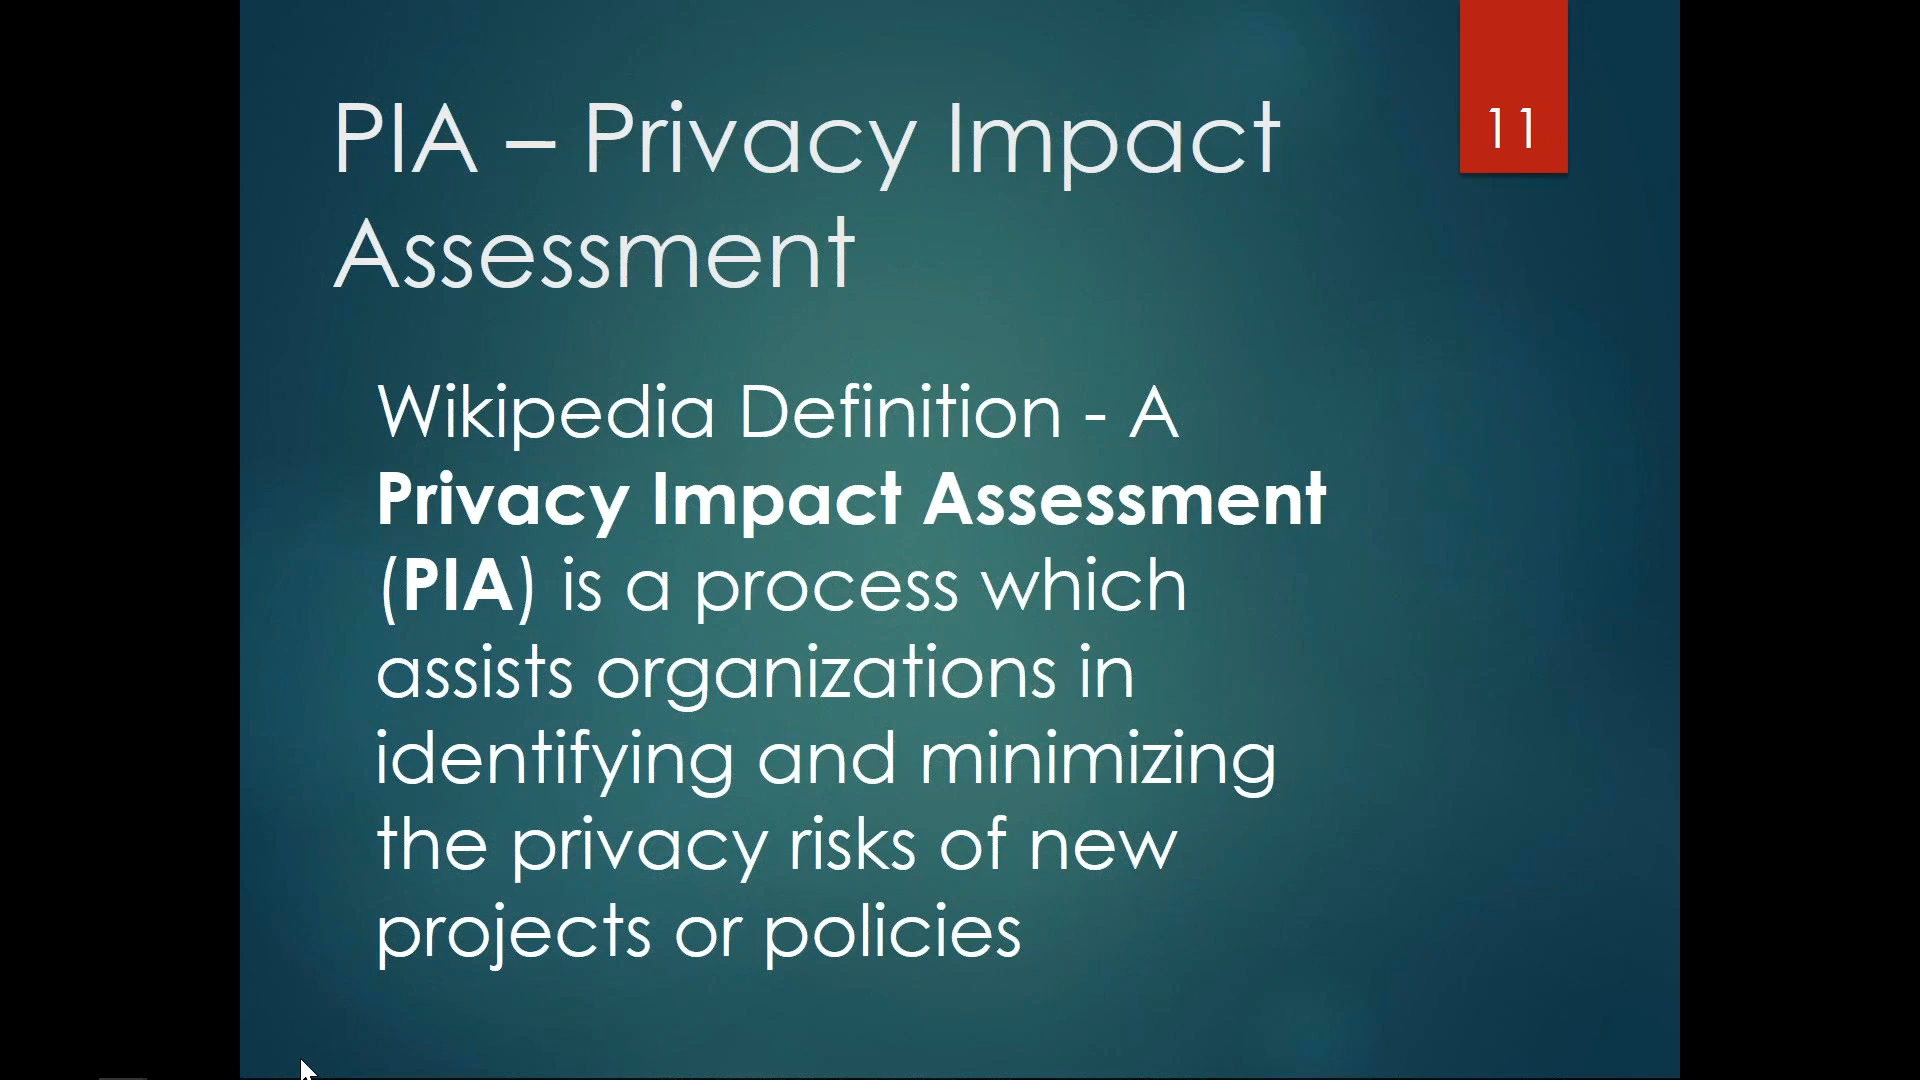 PIA – Privacy Impact
Assessment
11
Wikipedia Definition - A
Privacy Impact Assessment
(PIA) is a process which
assists organizations in
identifying and minimizing
the privacy risks of new
projects or policies